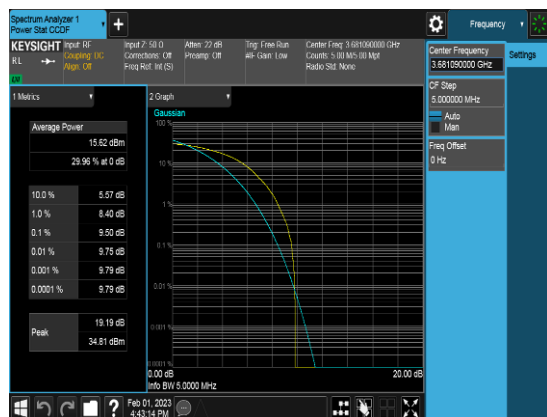 Spectrum Analyzer 1
Power Stat CCDF
Frequency
KEYSIGHT
RL
Input: RF
Coupling: DC
Align: Off
Input Z: 50 Ω
Corrections: Off
Freq Ref: Int (S)
Atten: 22 dB
Preamp: Off
Trig: Free Run
#IF Gain: Low
Center Freq: 3.681090000 GHz
Counts: 5.00 M/5.00 Mpt
Radio Std: None
Center Frequency
3.681090000 GHz
Settings
CF Step
5.000000 MHz
Auto
Man
Freq Offset
0 Hz
1 Metrics
Average Power
15.62 dBm
29.96 % at 0 dB
10.0 % 5.57 dB
1.0 % 8.40 dB
0.1 % 9.50 dB
0.01 % 9.75 dB
0.001 % 9.79 dB
0.0001 % 9.79 dB
Peak
19.19 dB
34.81 dBm
2 Graph
Gaussian
100 %
10 %
1 %
0.1 %
0.01 %
0.001 %
0.0001 %
0.00 dB 20.00 dB
Info BW 5.0000 MHz
Feb 01, 2023
4:43:14 PM